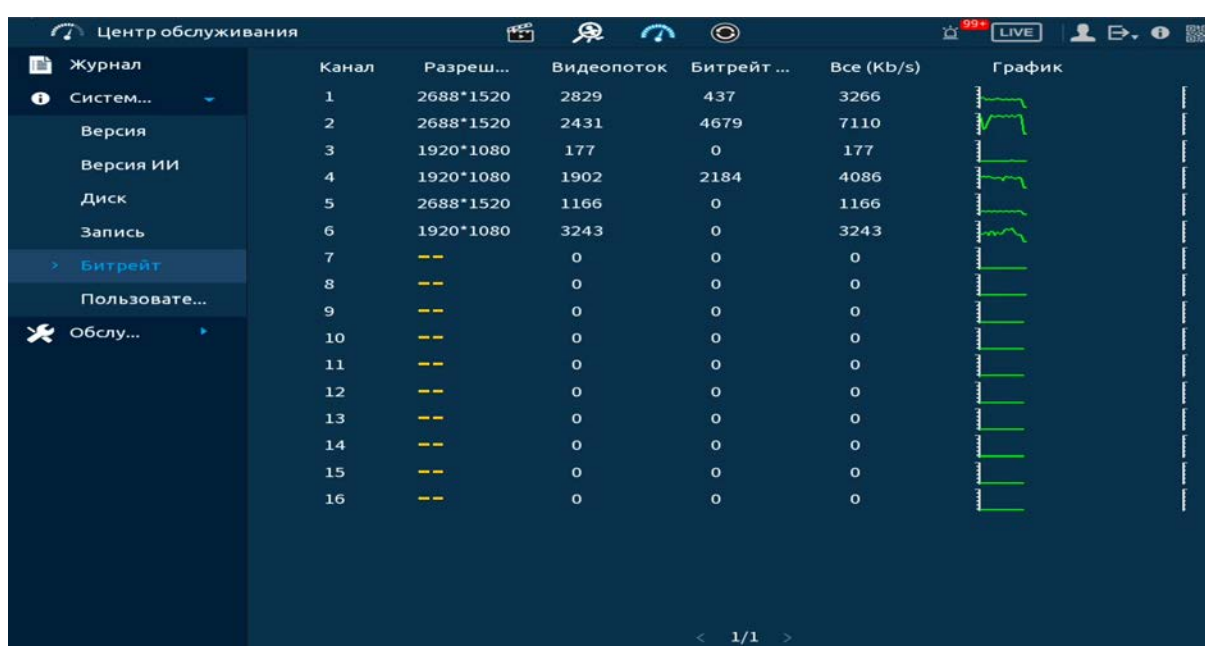 Центр обслуживания 99+ LIVE
Журнал
Систем...
Версия
Версия ИИ
Диск
Запись
> Битрейт
Пользовате...
Обслу...
Канал Разреш... Видеопоток Битрейт ... Все (Kb/s) График
1 2688*1520 2829 437 3266
2 2688*1520 2431 4679 7110
3 1920*1080 177 0 177
4 1920*1080 1902 2184 4086
5 2688*1520 1166 0 1166
6 1920*1080 3243 0 3243
7 -- 0 0 0
8 -- 0 0 0
9 -- 0 0 0
10 -- 0 0 0
11 -- 0 0 0
12 -- 0 0 0
13 -- 0 0 0
14 -- 0 0 0
15 -- 0 0 0
16 -- 0 0 0
< 1/1 >